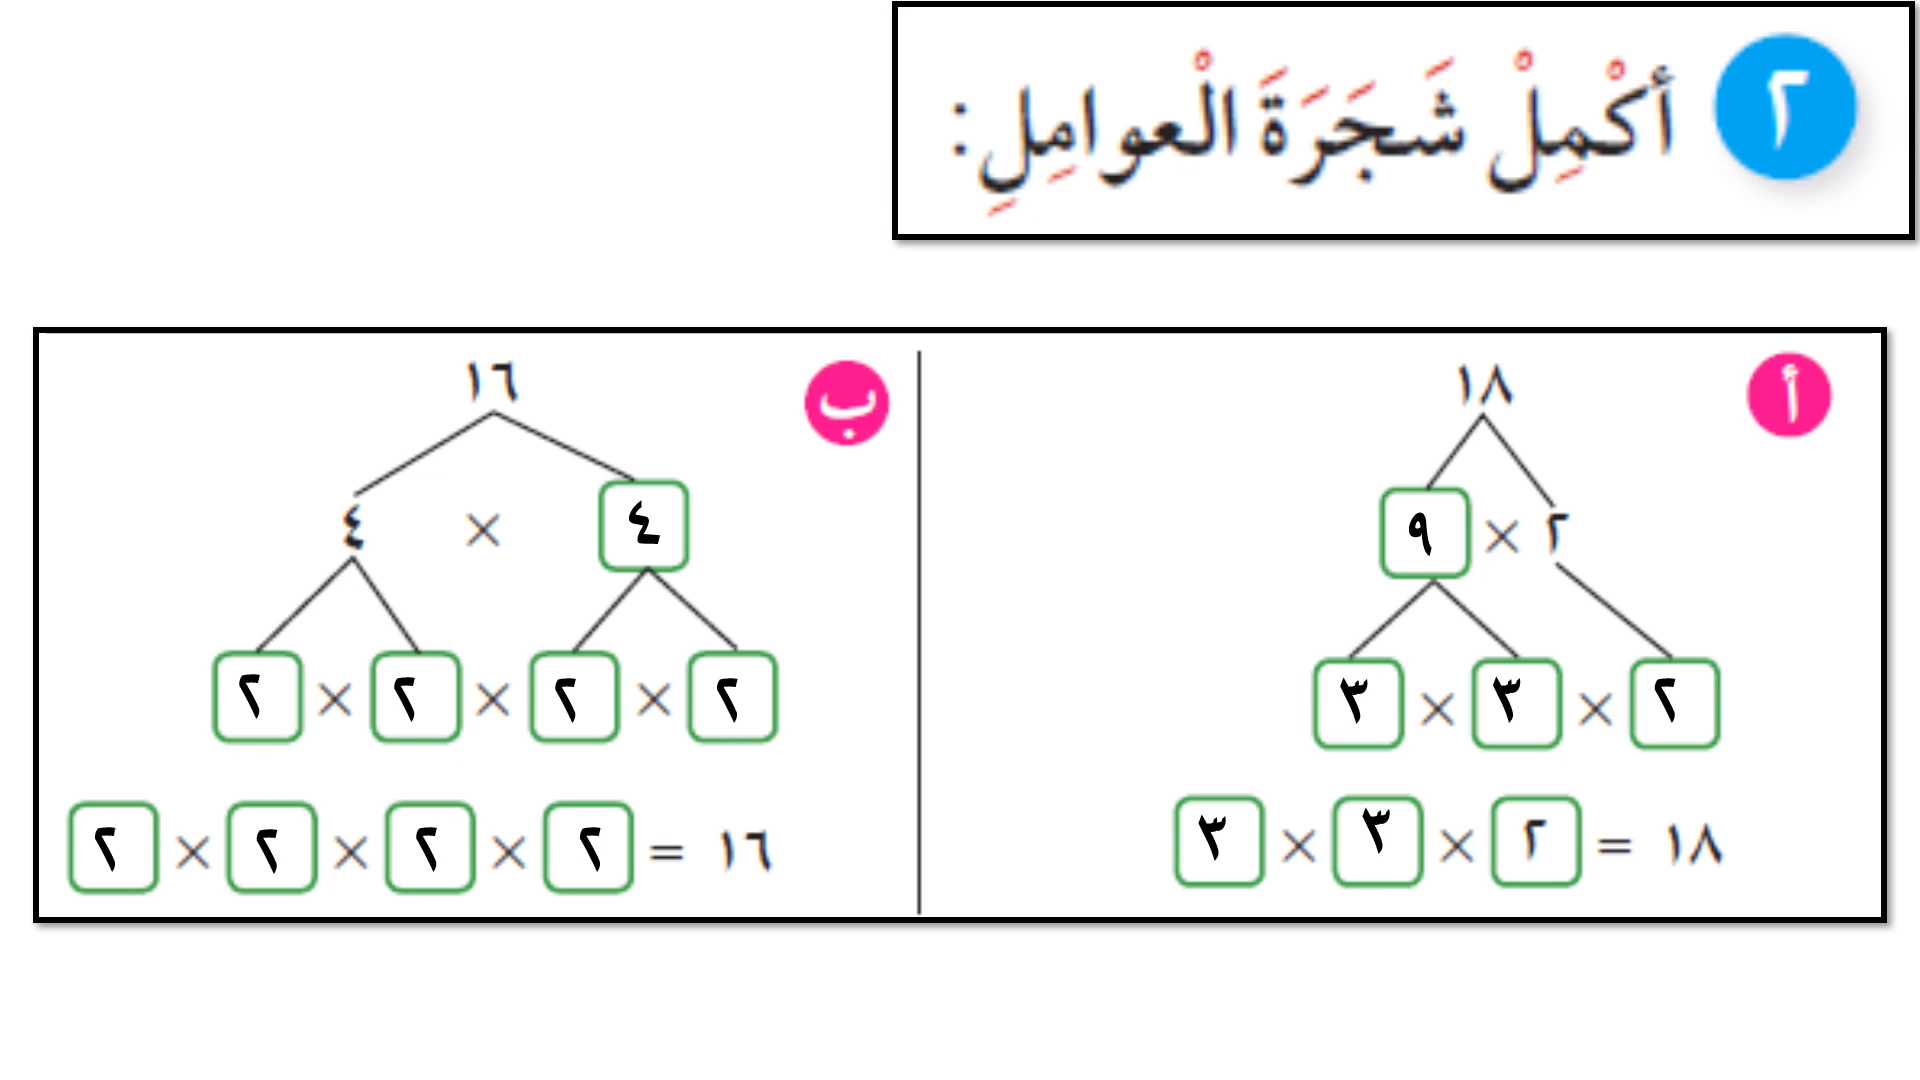 ٢ أكْمِلْ شَجَرَةَ الْعوامِلِ:
أ
١٨
٢ × ٩
٢ × ٣ × ٣
١٨ = ٢ × ٣ × ٣
ب
١٦
٤ × ٤
٢ × ٢ × ٢ × ٢
١٦ = ٢ × ٢ × ٢ × ٢